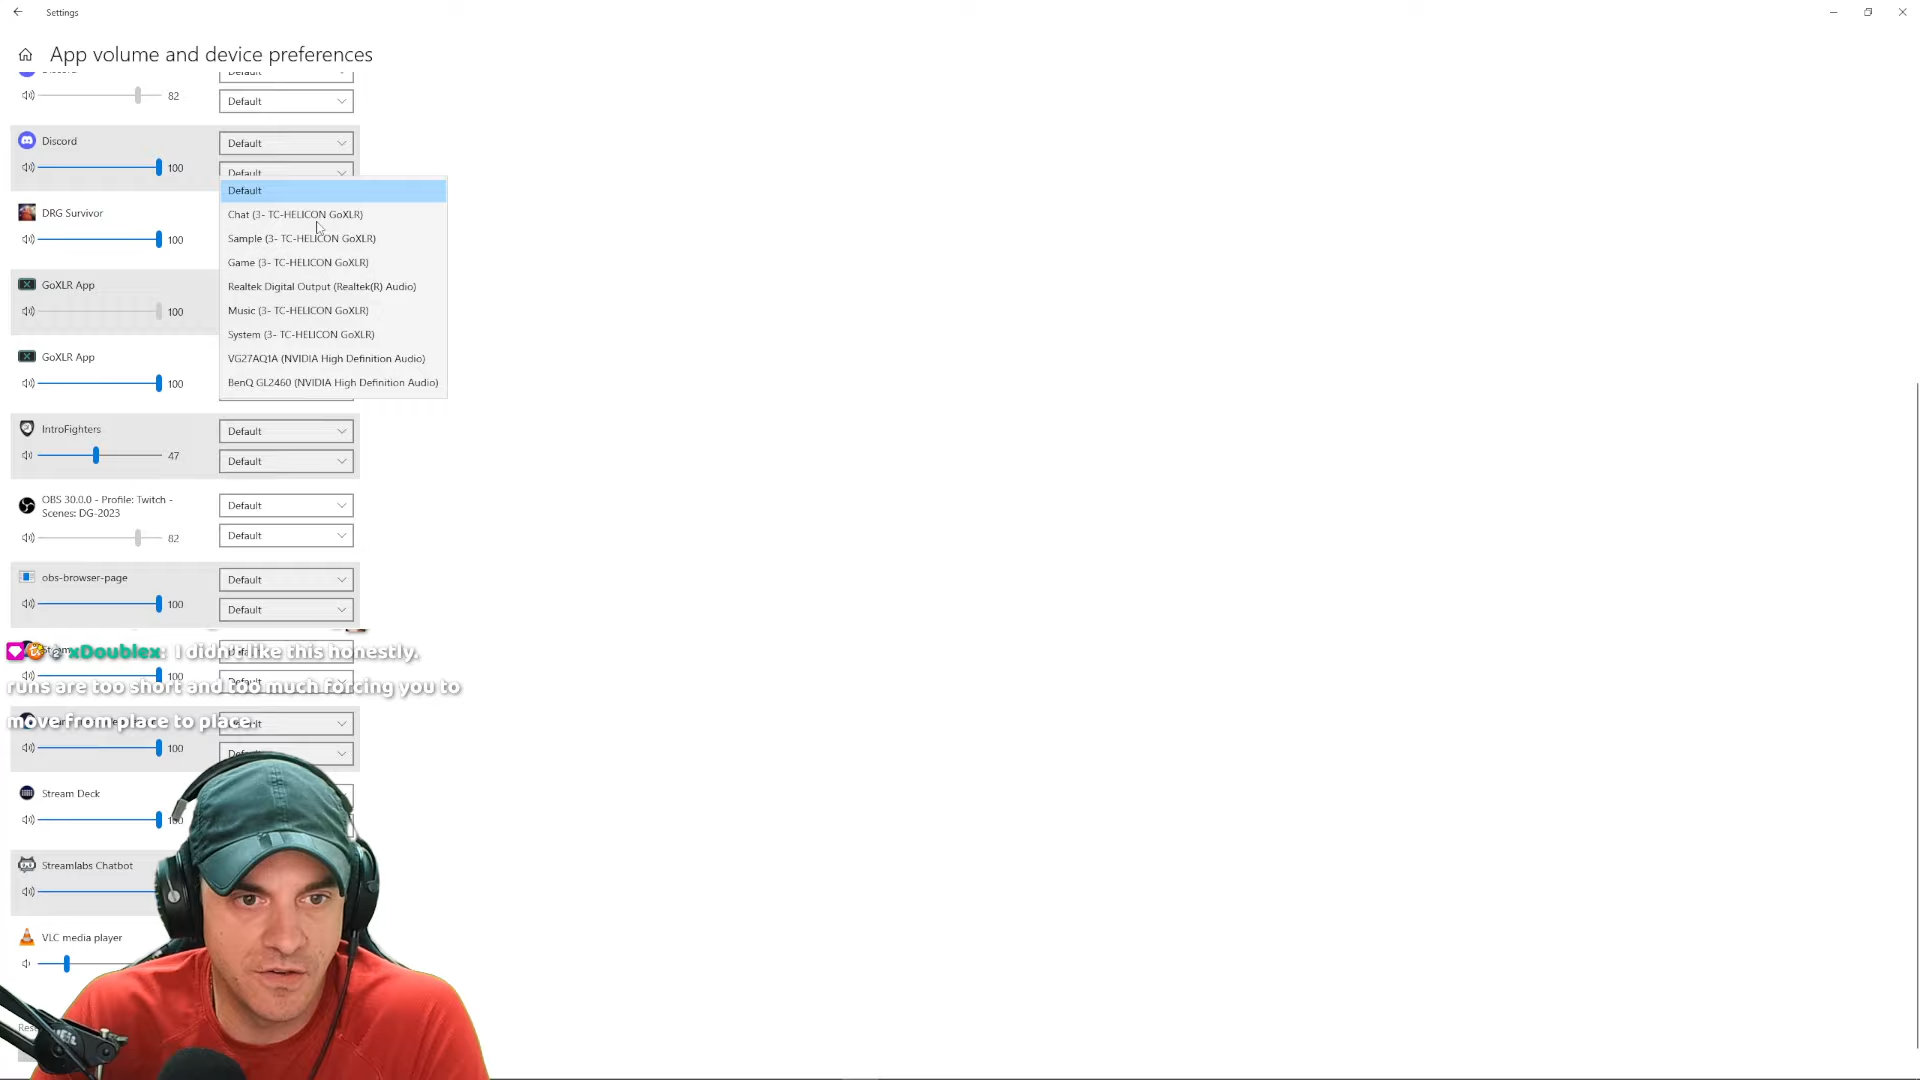 Settings
App volume and device preferences
Default
82
Default
Discord
Default
100
Default
Default
DRG Survivor
Chat (3- TC-HELICON GoXLR)
100
Sample (3- TC-HELICON GoXLR)
Game (3- TC-HELICON GoXLR)
GoXLR App
Realtek Digital Output (Realtek(R) Audio)
100
Music (3- TC-HELICON GoXLR)
System (3- TC-HELICON GoXLR)
GoXLR App
VG27AQ1A (NVIDIA High Definition Audio)
100
BenQ GL2460 (NVIDIA High Definition Audio)
IntroFighters
Default
47
Default
OBS 30.0.0 - Profile: Twitch -
Scenes: DG-2023
Default
82
Default
obs-browser-page
Default
100
Default
xDoublex: I didn't like this honestly.
100
runs are too short and too much forcing you to
move from place to place.
100
Stream Deck
100
Streamlabs Chatbot
VLC media player